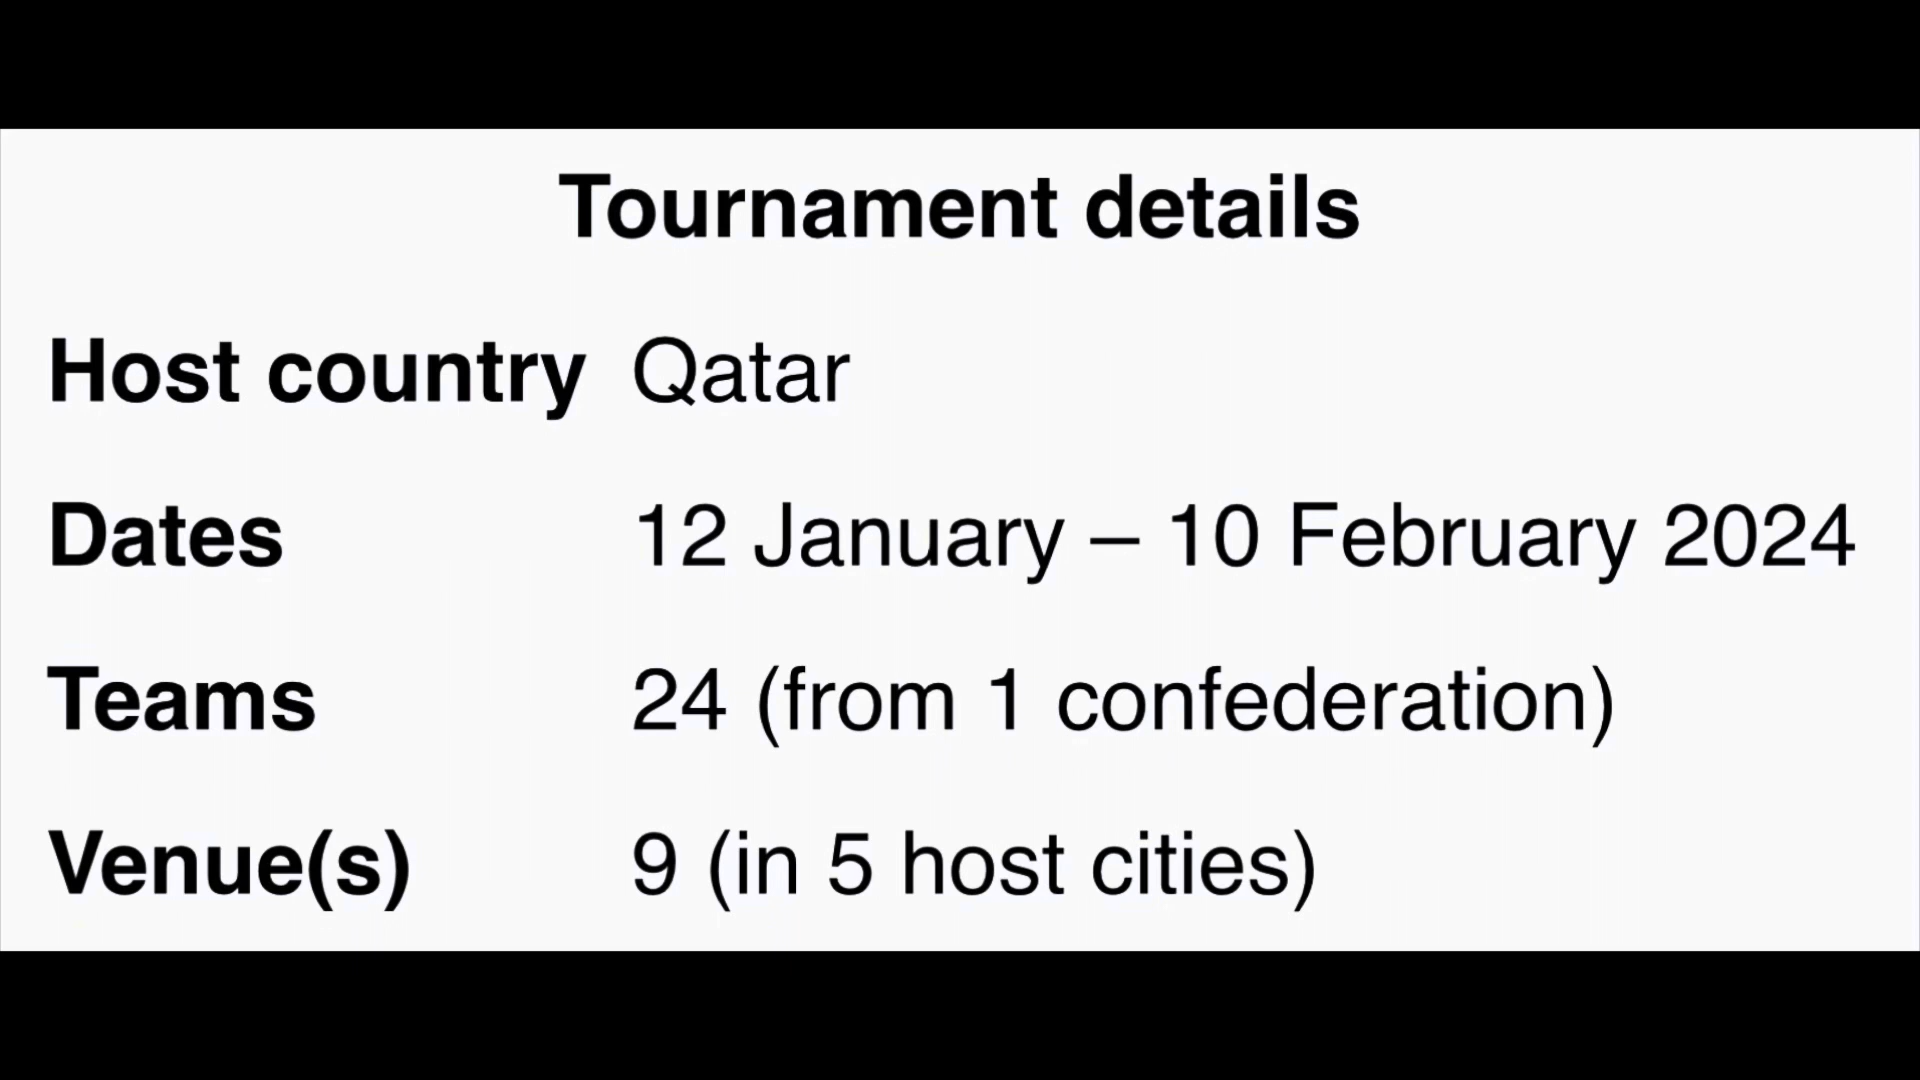 Tournament details
Host country Qatar
Dates 12 January – 10 February 2024
Teams 24 (from 1 confederation)
Venue(s) 9 (in 5 host cities)